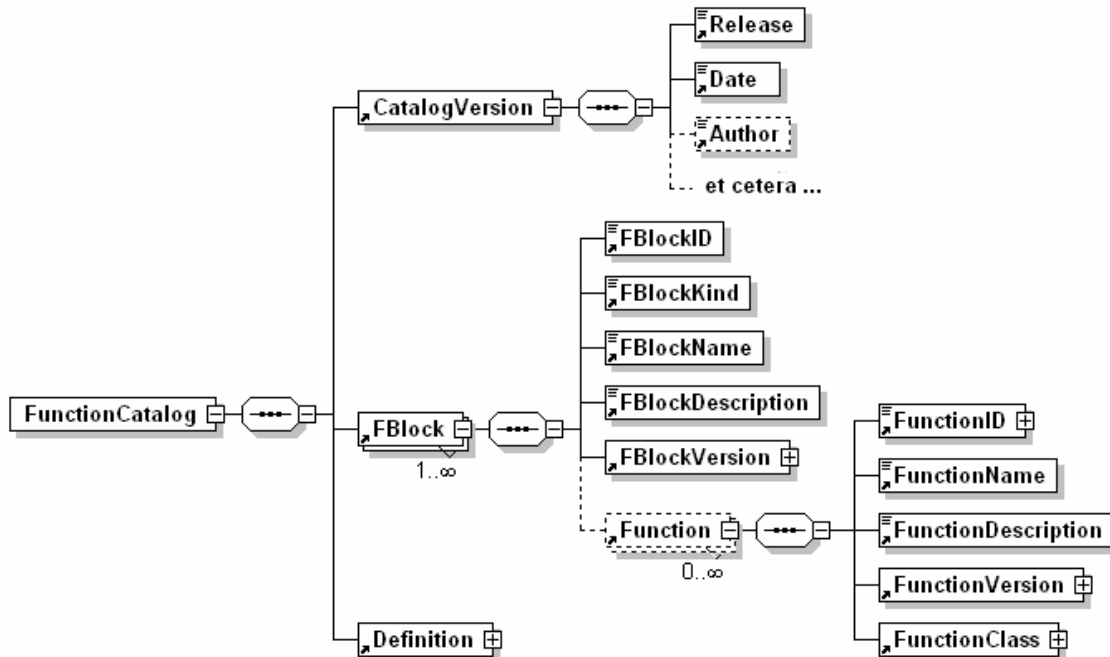 Release
Date
CatalogVersion
Author
et cetera ...
FBlockID
FBlockKind
FBlockName
FBlockDescription
FunctionCatalog
FBlock
1..∞
FBlockVersion
Function
0..∞
FunctionID
FunctionName
FunctionDescription
FunctionVersion
FunctionClass
Definition